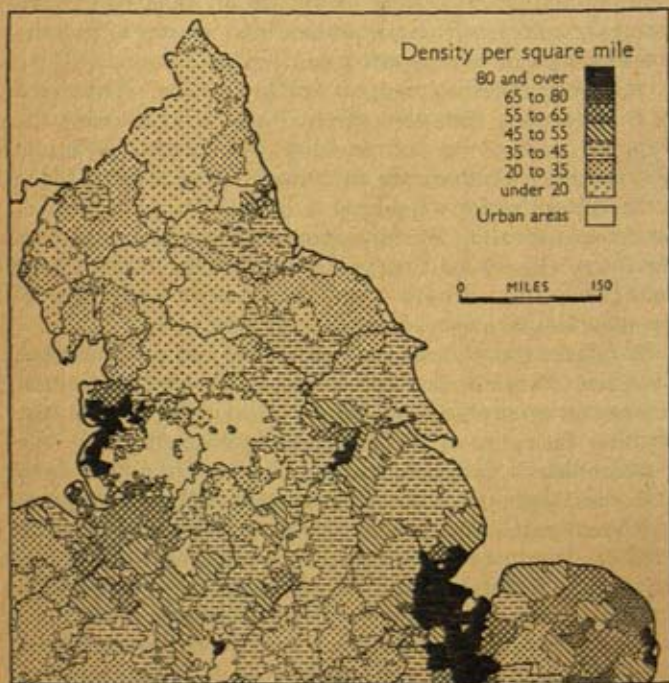 Density per square mile
80 and over
65 to 80
55 to 65
45 to 55
35 to 45
20 to 35
under 20
Urban areas
0 MILES 150